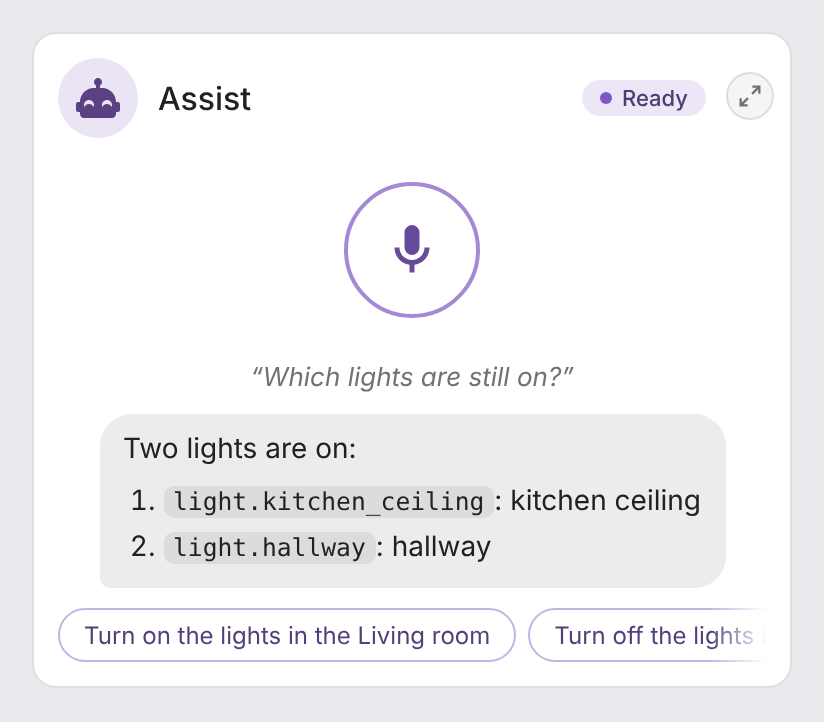 Assist
Ready
“Which lights are still on?”
Two lights are on:
1. light.kitchen_ceiling: kitchen ceiling
2. light.hallway: hallway
Turn on the lights in the Living room
Turn off the lights